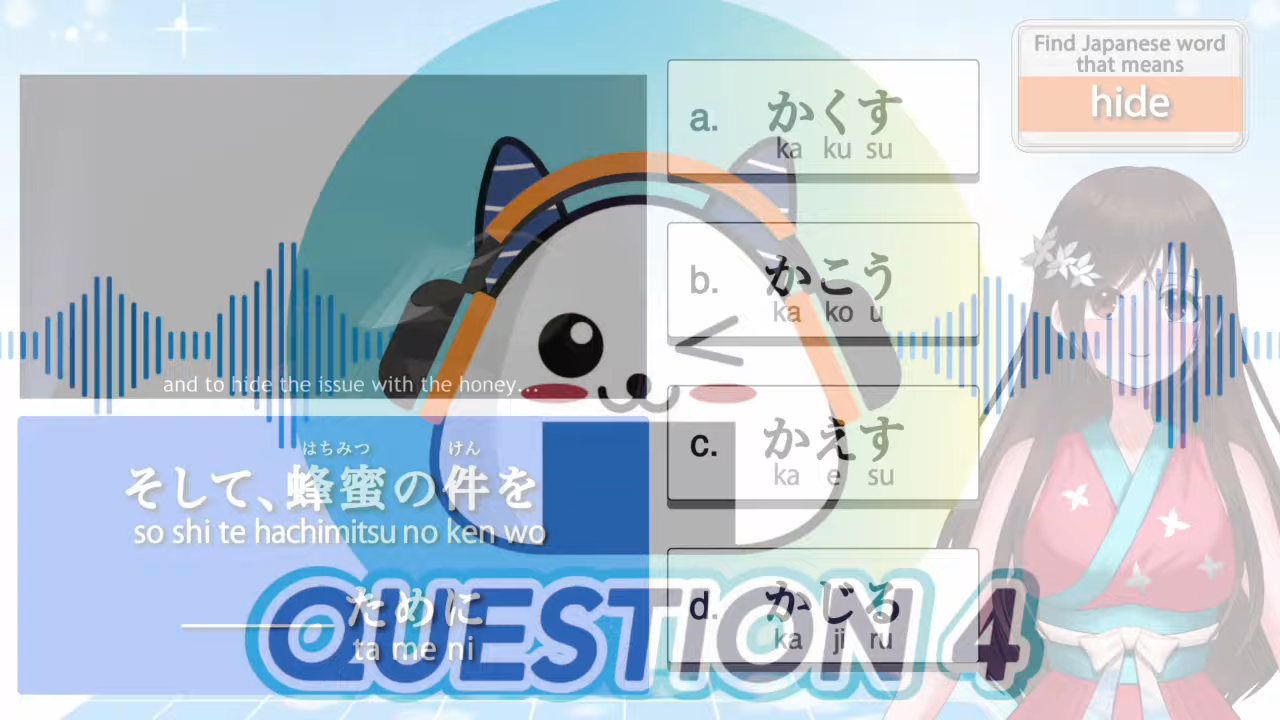 Find Japanese word
that means
hide
a. かくす
ka ku su
b. かこう
ka ko u
c. かえす
ka e su
d. かじる
ka ji ru
and to hide the issue with the honey...
はちみつ けん
そして、蜂蜜の件を
so shi te hachimitsu no ken wo
ために
ta me ni
QUESTION 4